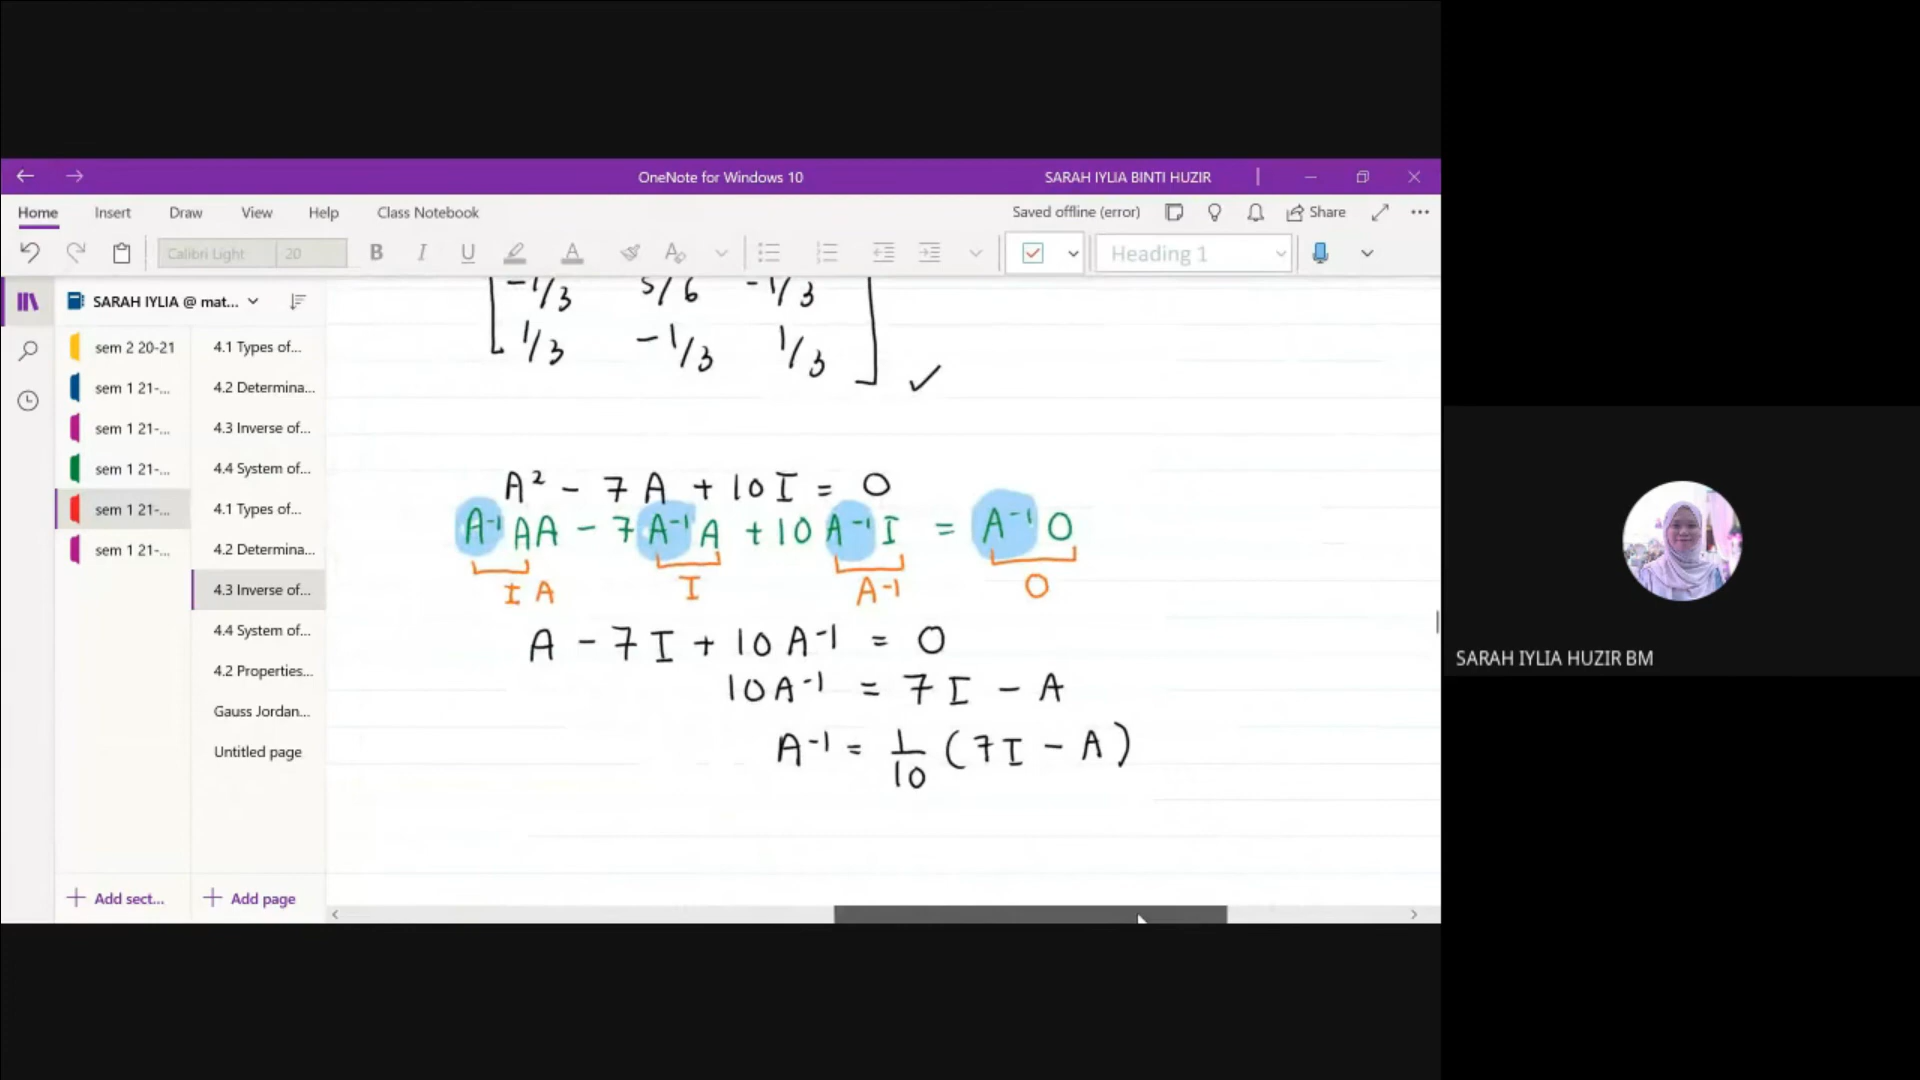 OneNote for Windows 10
SARAH IYLIA BINTI HUZIR
Home Insert Draw View Help Class Notebook
Saved offline (error) Share
Calibri Light 20 B I U A A Heading 1
SARAH IYLIA @ mat...
sem 2 20-21
sem 1 21-...
sem 1 21-...
sem 1 21-...
sem 1 21-...
sem 1 21-...
4.1 Types of...
4.2 Determina...
4.3 Inverse of...
4.4 System of...
4.1 Types of...
4.2 Determina...
4.3 Inverse of...
4.4 System of...
4.2 Properties...
Gauss Jordan...
Untitled page
Add sect...
Add page
-1/3 5/6 -1/3
1/3 -1/3 1/3 ✓
A² - 7A + 10I = 0
A⁻¹AA - 7A⁻¹A + 10A⁻¹I = A⁻¹0
IA I A⁻¹ 0
A - 7I + 10A⁻¹ = 0
10A⁻¹ = 7I - A
A⁻¹ = 1/10 (7I - A)
SARAH IYLIA HUZIR BM